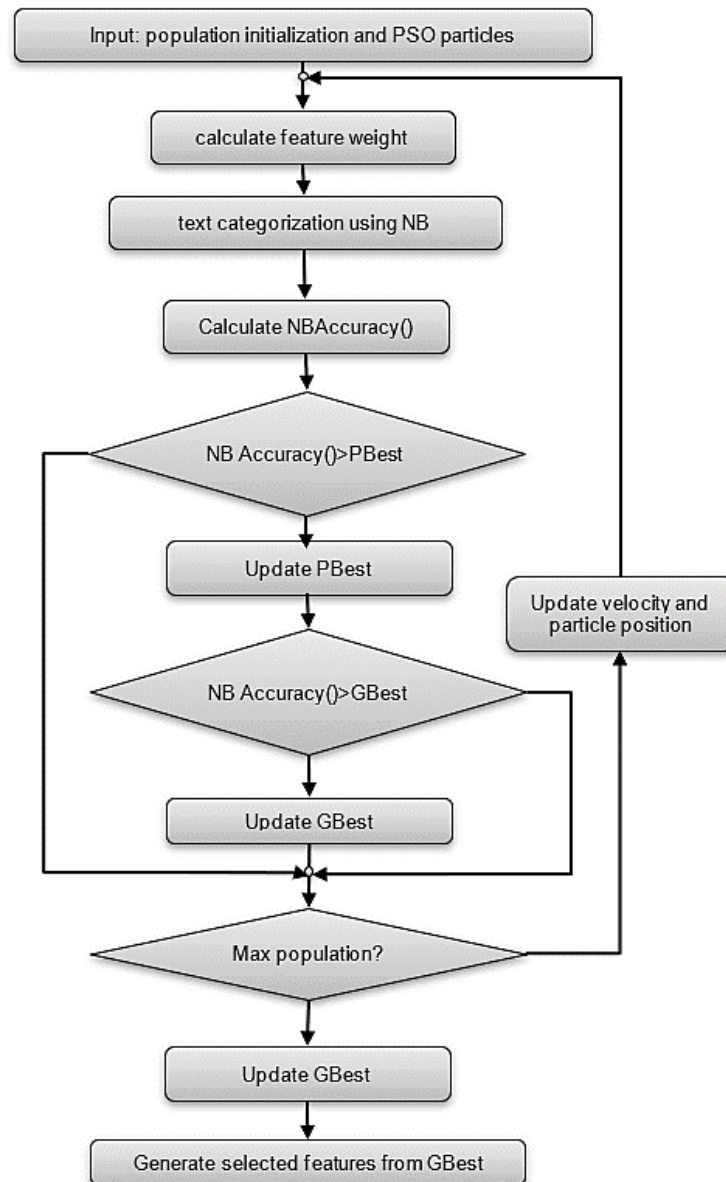 Input: population initialization and PSO particles
calculate feature weight
text categorization using NB
Calculate NBAccuracy()
NB Accuracy()>PBest
Update PBest
Update velocity and
particle position
NB Accuracy()>GBest
Update GBest
Max population?
Update GBest
Generate selected features from GBest